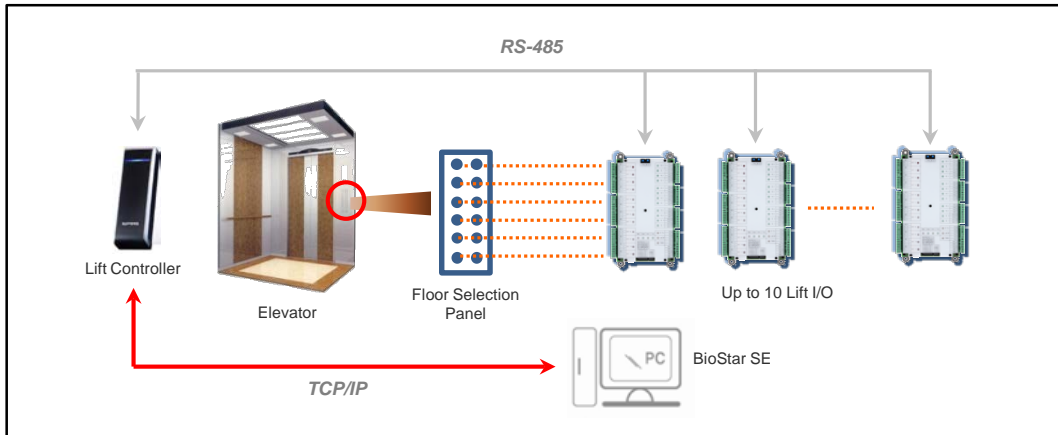 RS-485
Lift Controller
Elevator
Floor Selection
Panel
Up to 10 Lift I/O
PC
BioStar SE
TCP/IP